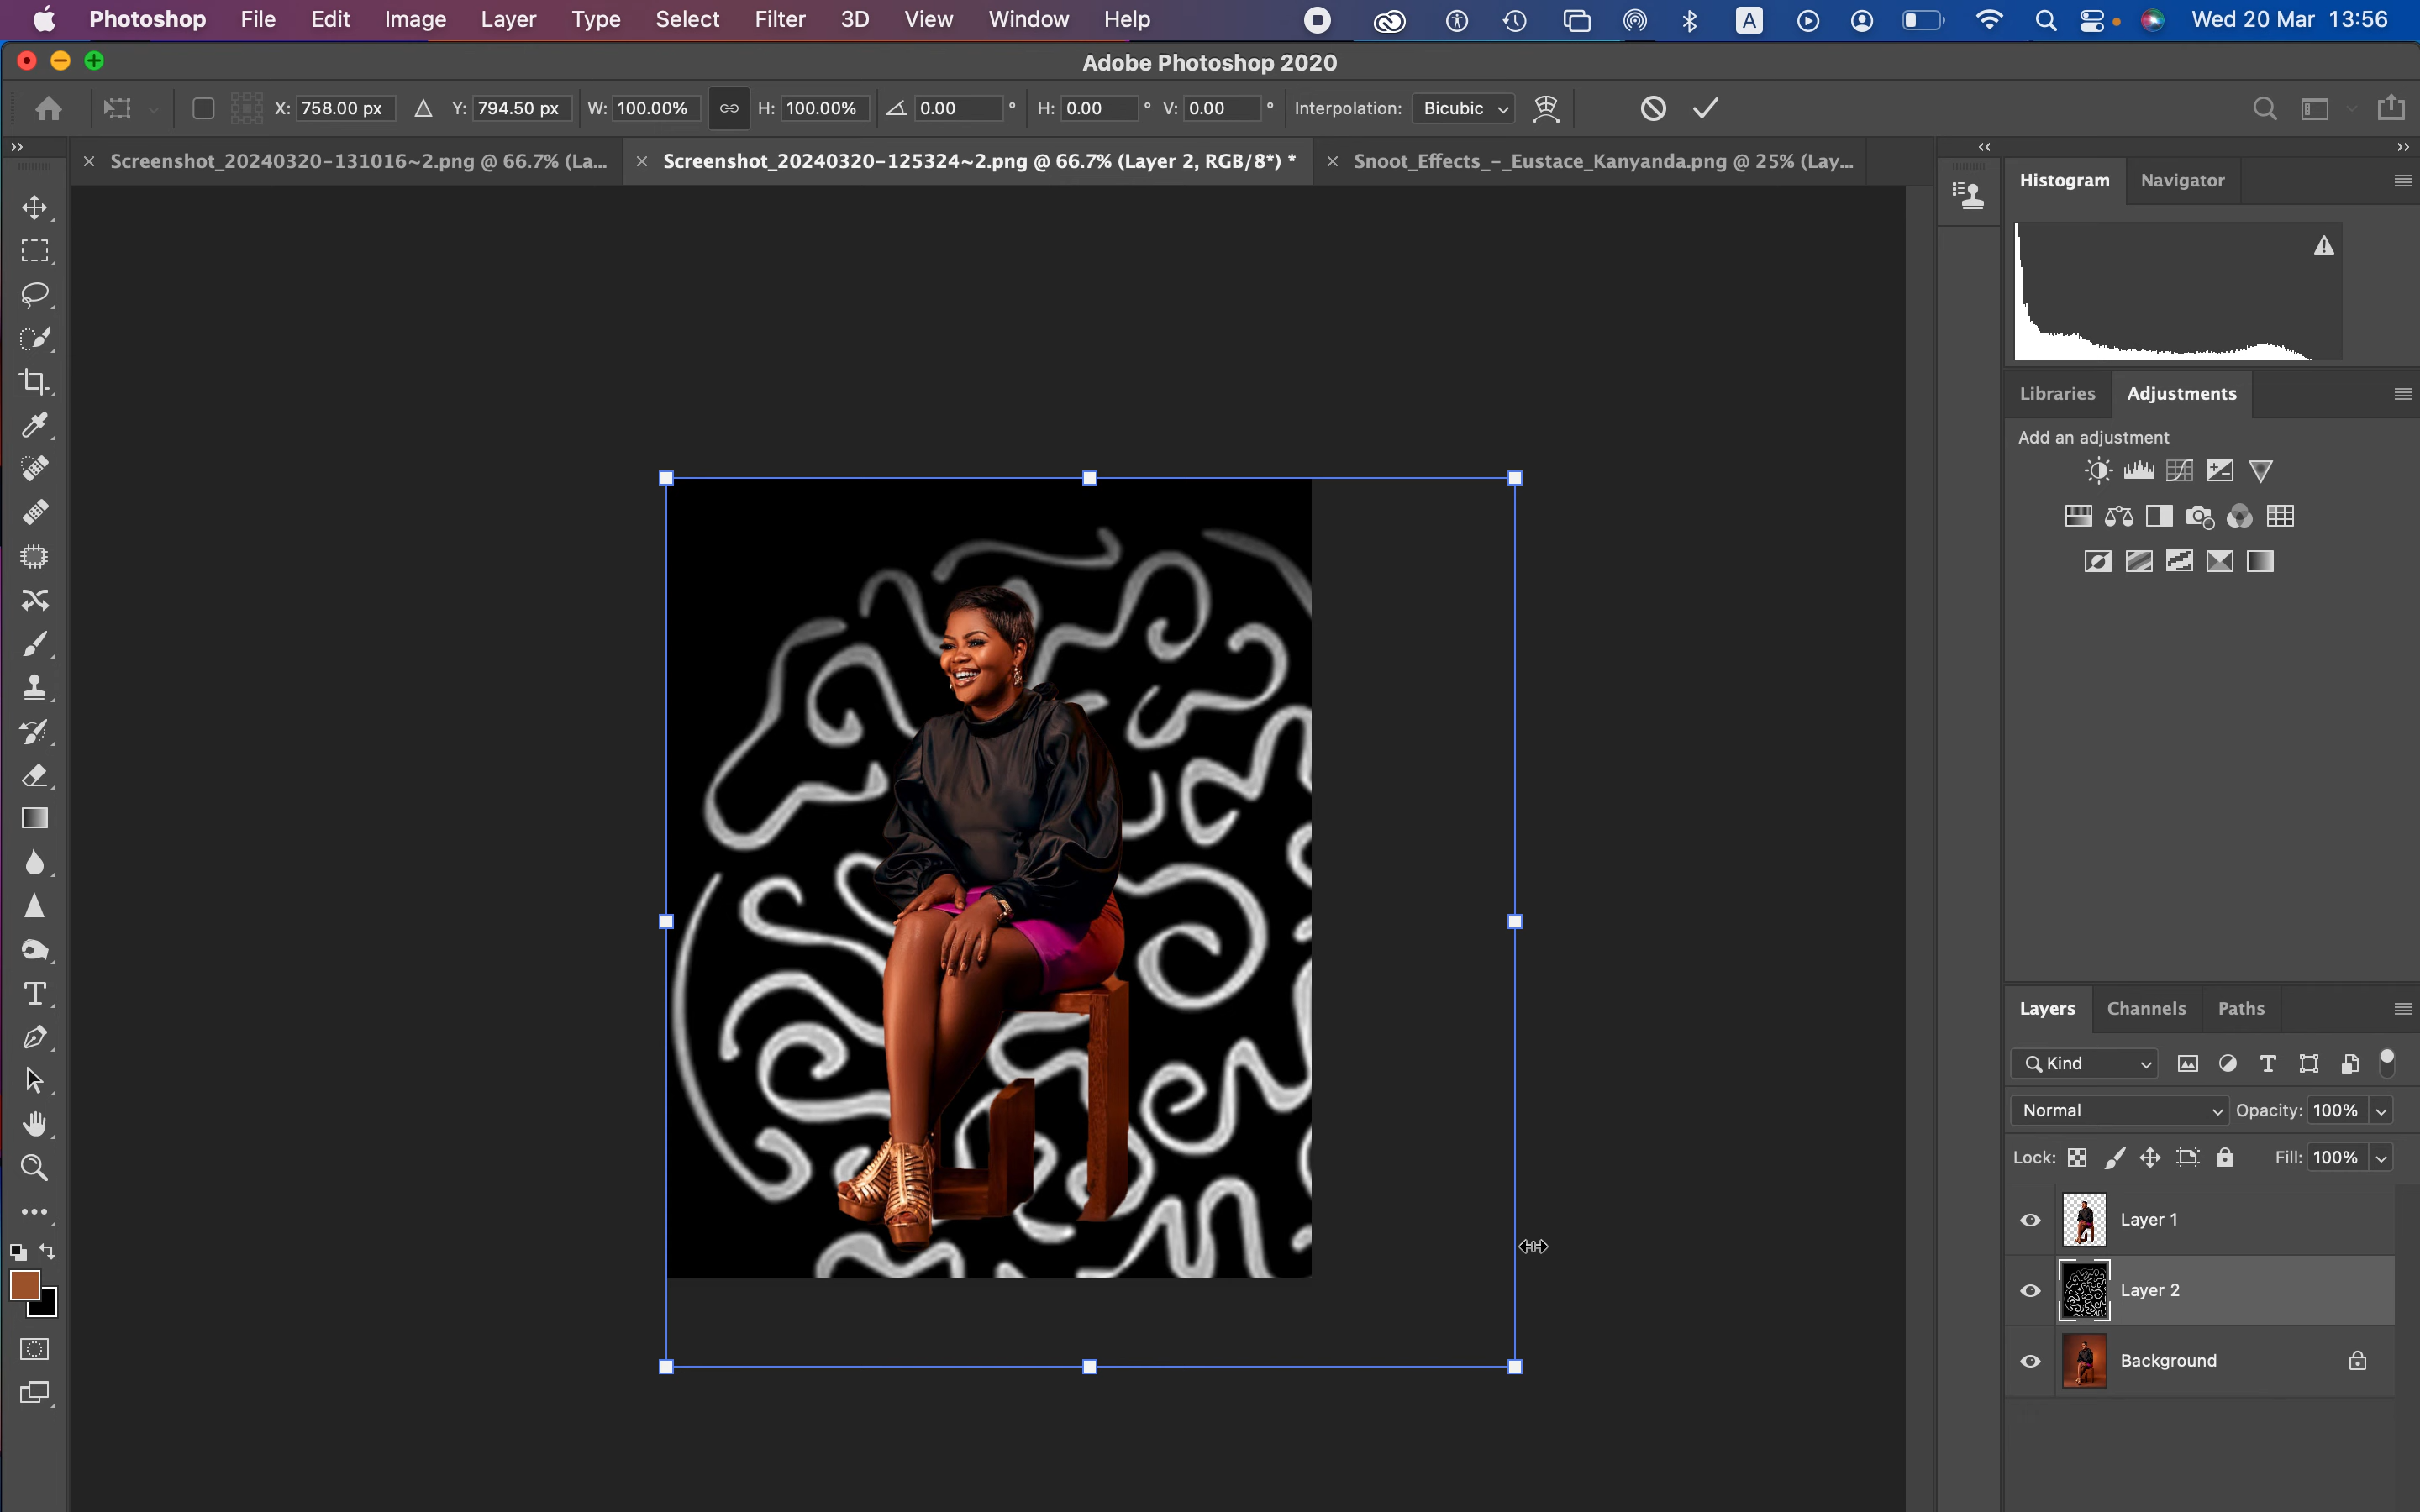 Photoshop File Edit Image Layer Type Select Filter 3D View Window Help A Wed 20 Mar 13:56
Adobe Photoshop 2020
X: 758.00 px Y: 794.50 px W: 100.00% H: 100.00% 0.00 ° H: 0.00 ° V: 0.00 ° Interpolation: Bicubic
× Screenshot_20240320-131016~2.png @ 66.7% (La... × Screenshot_20240320-125324~2.png @ 66.7% (Layer 2, RGB/8*) * × Snoot_Effects_-_Eustace_Kanyanda.png @ 25% (Lay...
Histogram Navigator
Libraries Adjustments
Add an adjustment
Layers Channels Paths
Kind
Normal Opacity: 100%
Lock: Fill: 100%
Layer 1
Layer 2
Background